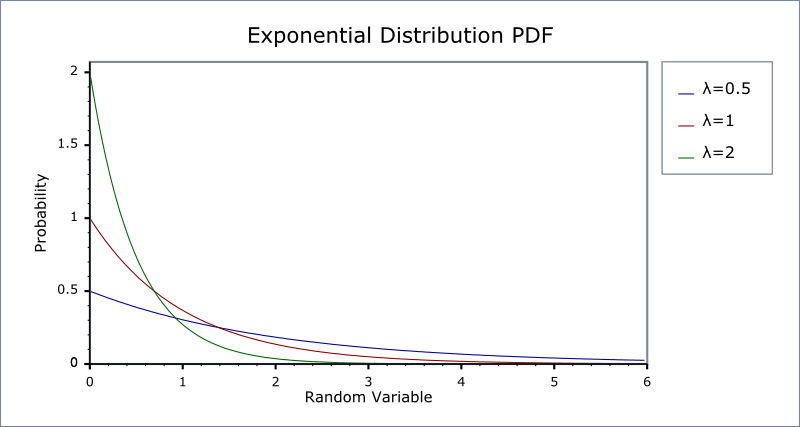 Exponential Distribution PDF
2
1.5
1
0.5
0
Probability
0 1 2 3 4 5 6
Random Variable
λ=0.5
λ=1
λ=2